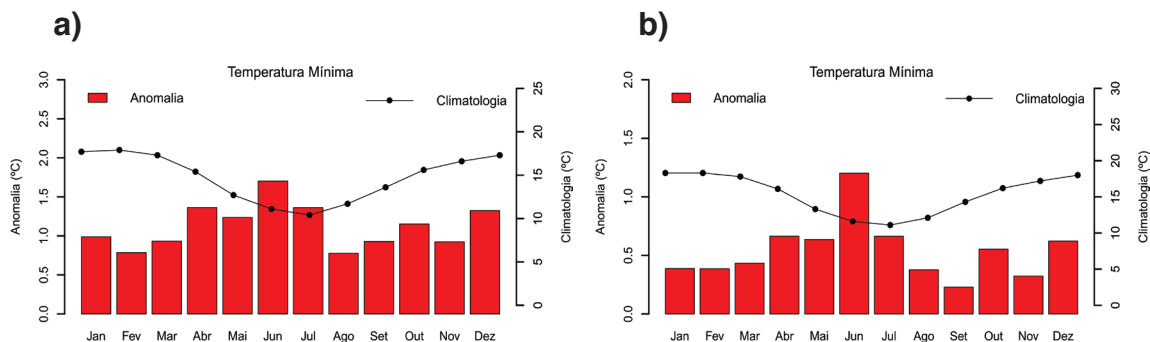 a)
Temperatura Mínima
Anomalia
Climatologia
Anomalia (ºC)
3.0
2.5
2.0
1.5
1.0
0.5
0.0
Climatologia (ºC)
25
20
15
10
5
0
Jan Fev Mar Abr Mai Jun Jul Ago Set Out Nov Dez
b)
Temperatura Mínima
Anomalia
Climatologia
Anomalia (ºC)
2.0
1.5
1.0
0.5
0.0
Climatologia (ºC)
30
25
20
15
10
5
0
Jan Fev Mar Abr Mai Jun Jul Ago Set Out Nov Dez